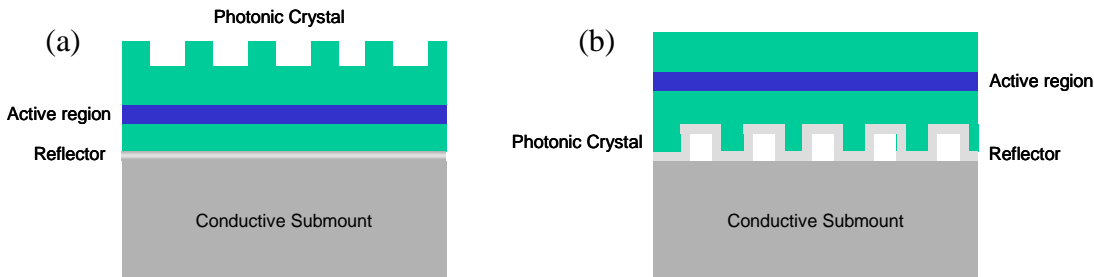 Photonic Crystal
(a)
Active region
Reflector
Conductive Submount
(b)
Active region
Photonic Crystal
Reflector
Conductive Submount